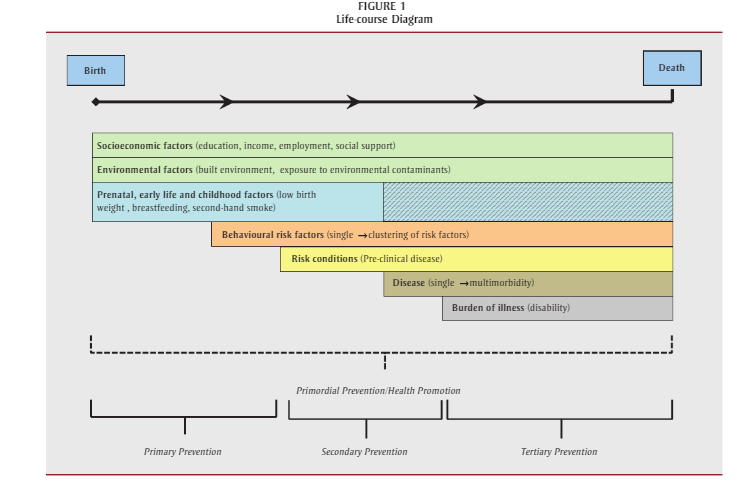 FIGURE 1
Life-course Diagram
Birth
Death
Socioeconomic factors (education, income, employment, social support)
Environmental factors (built environment, exposure to environmental contaminants)
Prenatal, early life and childhood factors (low birth
weight , breastfeeding, second-hand smoke)
Behavioural risk factors (single →clustering of risk factors)
Risk conditions (Pre-clinical disease)
Disease (single →multimorbidity)
Burden of illness (disability)
Primordial Prevention/Health Promotion
Primary Prevention
Secondary Prevention
Tertiary Prevention